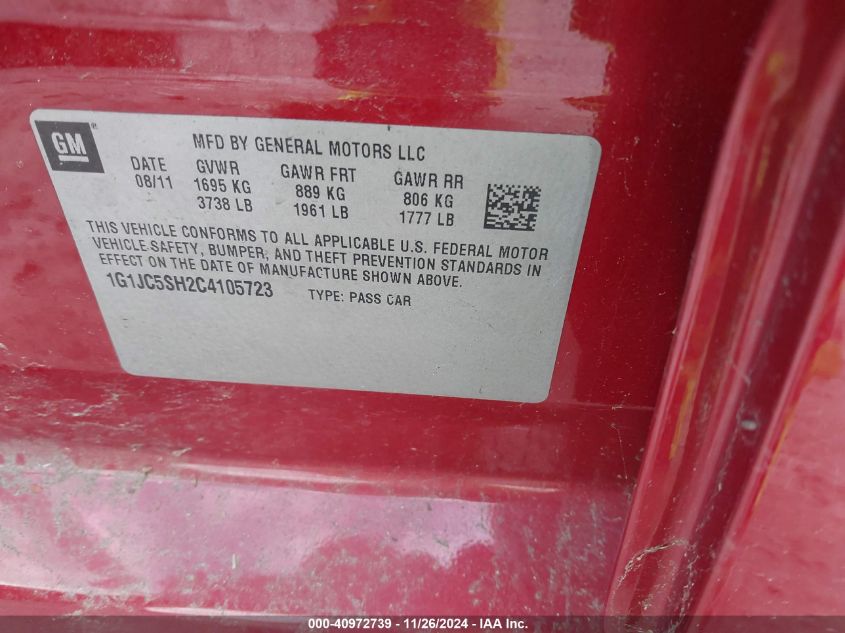 GM®
MFD BY GENERAL MOTORS LLC
DATE GVWR GAWR FRT GAWR RR
08/11 1695 KG 889 KG 806 KG
3738 LB 1961 LB 1777 LB
THIS VEHICLE CONFORMS TO ALL APPLICABLE U.S. FEDERAL MOTOR
VEHICLE SAFETY, BUMPER, AND THEFT PREVENTION STANDARDS IN
EFFECT ON THE DATE OF MANUFACTURE SHOWN ABOVE.
1G1JC5SH2C4105723 TYPE: PASS CAR
000-40972739 - 11/26/2024 - IAA Inc.